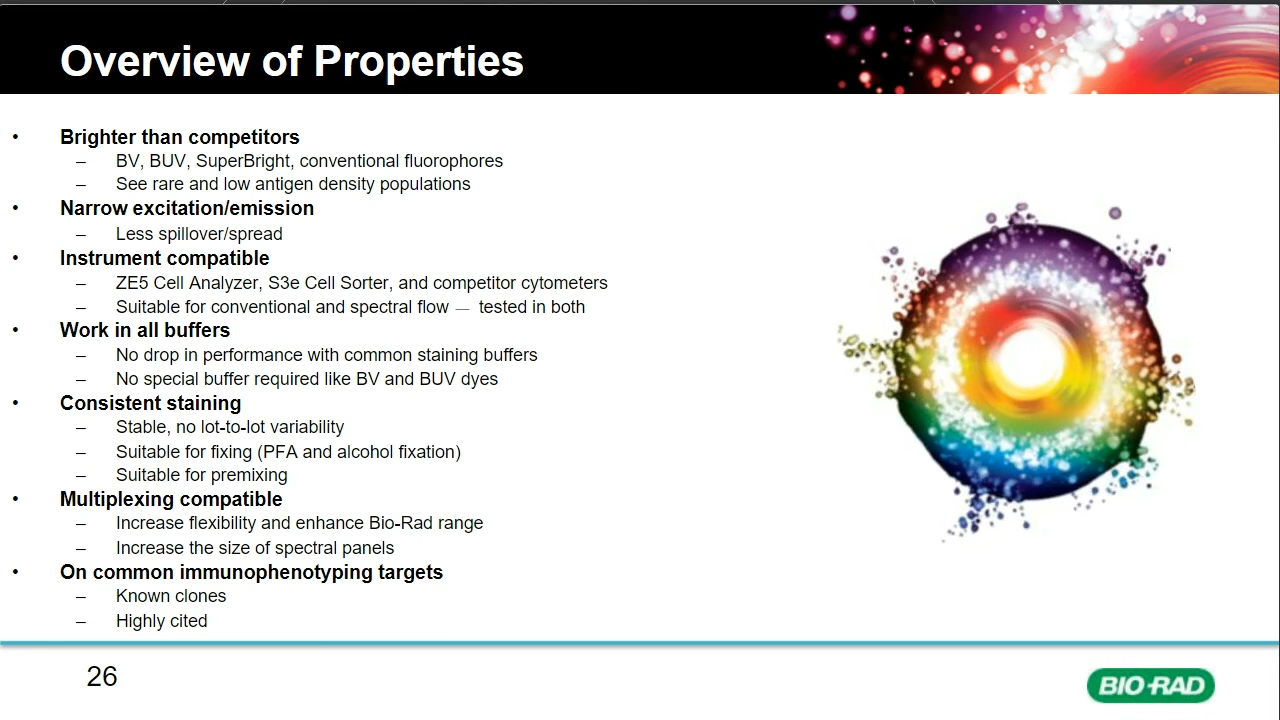 Overview of Properties
• Brighter than competitors
– BV, BUV, SuperBright, conventional fluorophores
– See rare and low antigen density populations
• Narrow excitation/emission
– Less spillover/spread
• Instrument compatible
– ZE5 Cell Analyzer, S3e Cell Sorter, and competitor cytometers
– Suitable for conventional and spectral flow — tested in both
• Work in all buffers
– No drop in performance with common staining buffers
– No special buffer required like BV and BUV dyes
• Consistent staining
– Stable, no lot-to-lot variability
– Suitable for fixing (PFA and alcohol fixation)
– Suitable for premixing
• Multiplexing compatible
– Increase flexibility and enhance Bio-Rad range
– Increase the size of spectral panels
• On common immunophenotyping targets
– Known clones
– Highly cited
26
BIO-RAD